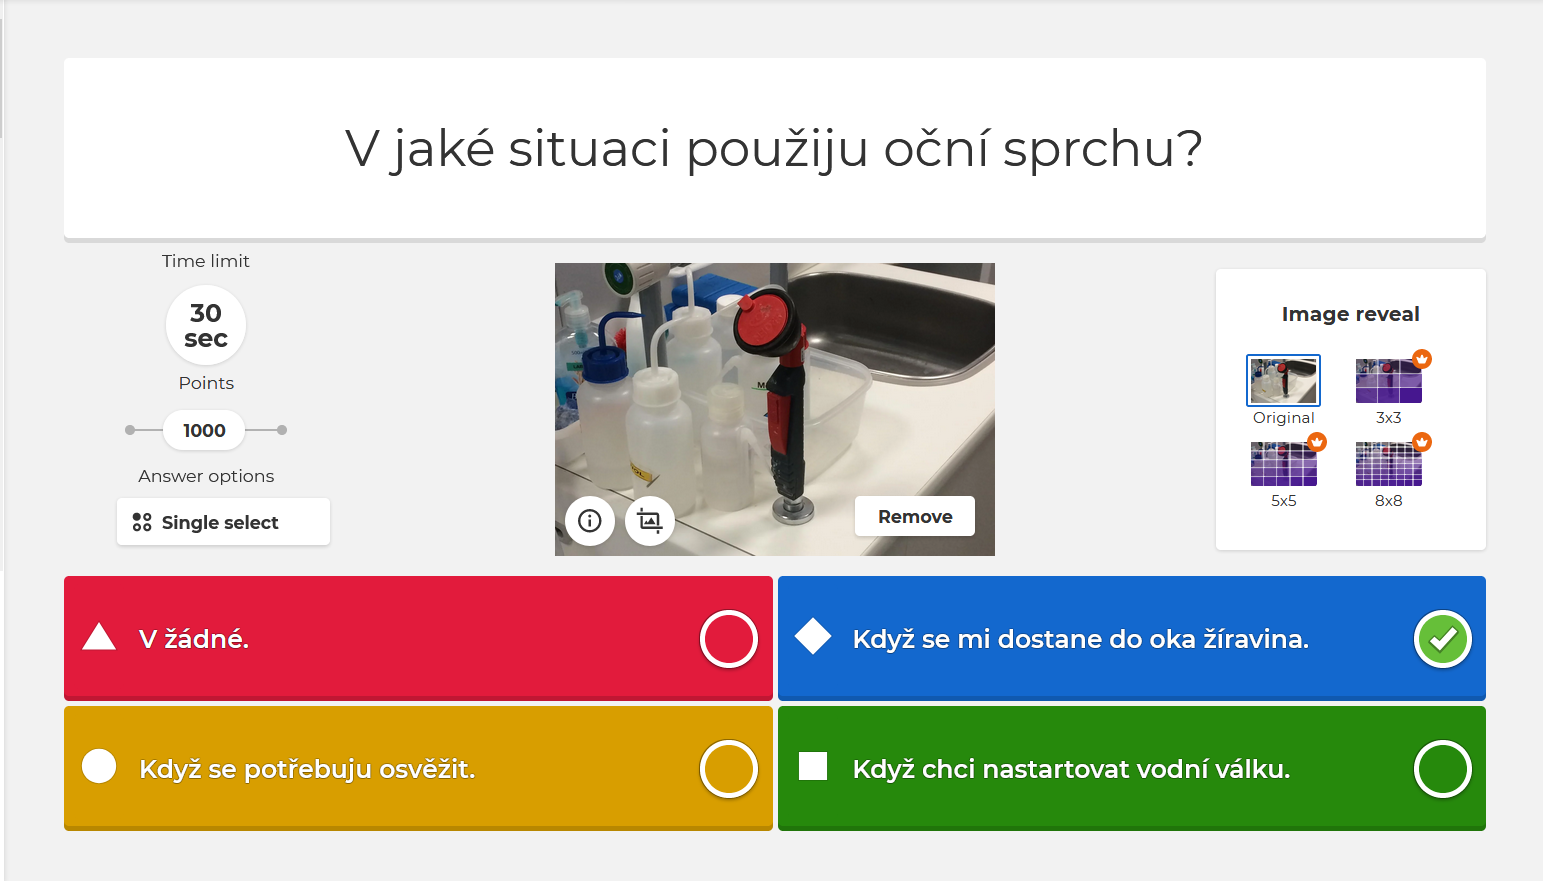 V jaké situaci použiju oční sprchu?
Time limit
30
sec
Points
1000
Answer options
Single select
Remove
Image reveal
Original
3x3
5x5
8x8
V žádné.
Když se mi dostane do oka žíravina.
Když se potřebuju osvěžit.
Když chci nastartovat vodní válku.